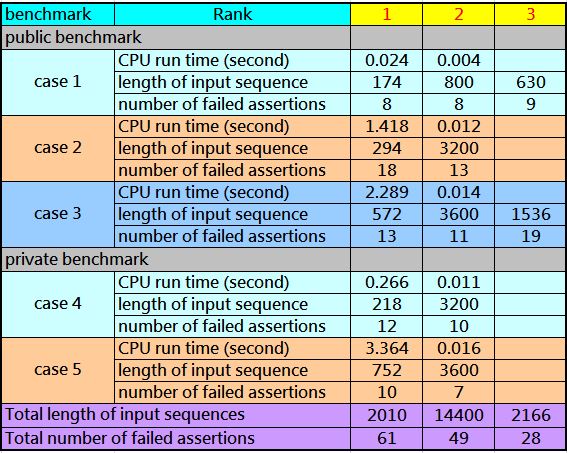 benchmark Rank 1 2 3
public benchmark
case 1
CPU run time (second) 0.024 0.004
length of input sequence 174 800 630
number of failed assertions 8 8 9
case 2
CPU run time (second) 1.418 0.012
length of input sequence 294 3200
number of failed assertions 18 13
case 3
CPU run time (second) 2.289 0.014
length of input sequence 572 3600 1536
number of failed assertions 13 11 19
private benchmark
case 4
CPU run time (second) 0.266 0.011
length of input sequence 218 3200
number of failed assertions 12 10
case 5
CPU run time (second) 3.364 0.016
length of input sequence 752 3600
number of failed assertions 10 7
Total length of input sequences 2010 14400 2166
Total number of failed assertions 61 49 28